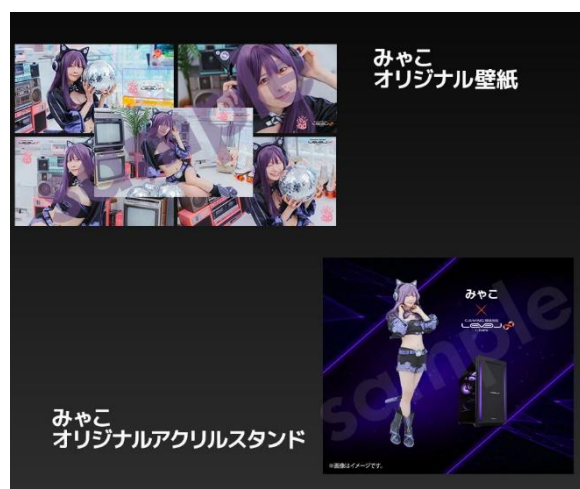 みゃこ
オリジナル壁紙
SAMPLE
みゃこ
×
GAMING BGEAR
LEVEL∞
sample
みゃこ
オリジナルアクリルスタンド
※画像はイメージです。